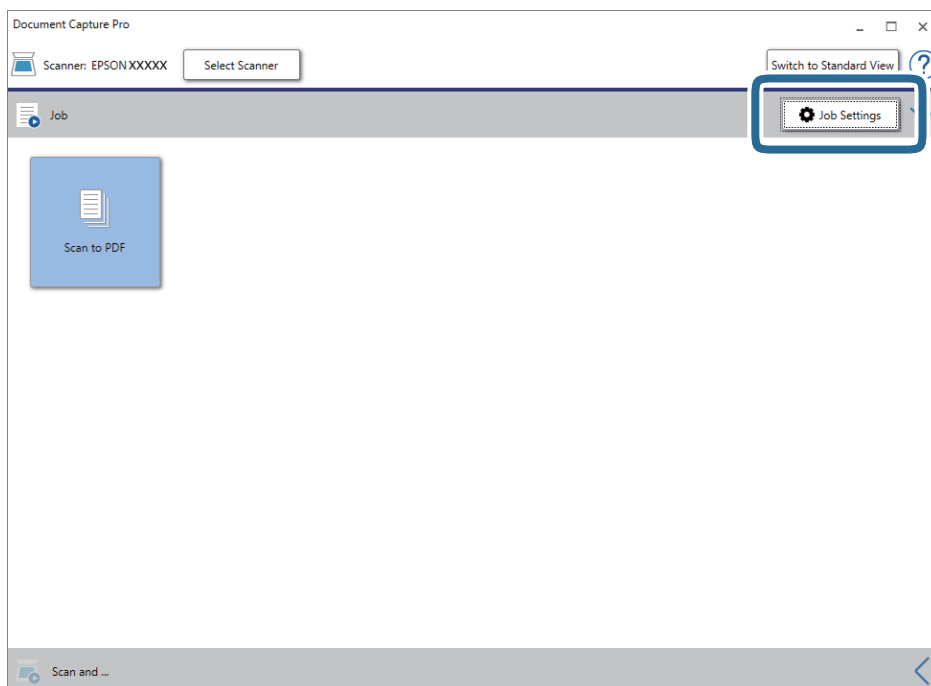 Document Capture Pro
Scanner: EPSON XXXXX Select Scanner Switch to Standard View ?
Job Job Settings
Scan to PDF
Scan and ...